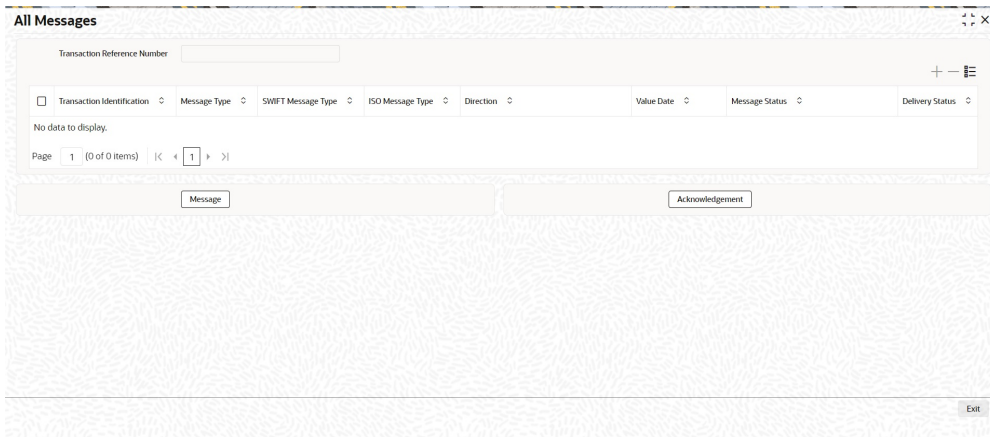 All Messages
Transaction Reference Number
Transaction Identification Message Type SWIFT Message Type ISO Message Type Direction Value Date Message Status Delivery Status
No data to display.
Page 1 (0 of 0 items) 1
Message Acknowledgement
Exit